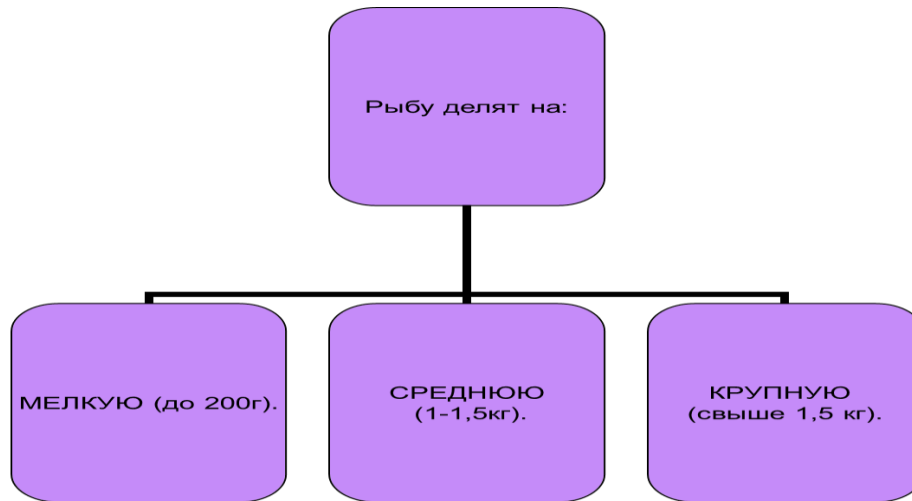 Рыбу делят на:
МЕЛКУЮ (до 200г).
СРЕДНЮЮ
(1-1,5кг).
КРУПНУЮ
(свыше 1,5 кг).